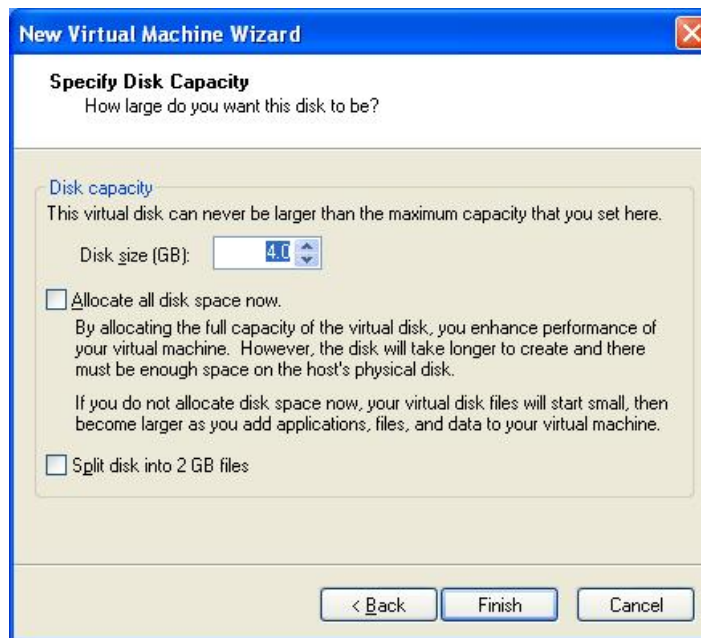 New Virtual Machine Wizard
Specify Disk Capacity
How large do you want this disk to be?
Disk capacity
This virtual disk can never be larger than the maximum capacity that you set here.
Disk size (GB): 4.0
Allocate all disk space now.
By allocating the full capacity of the virtual disk, you enhance performance of
your virtual machine. However, the disk will take longer to create and there
must be enough space on the host's physical disk.
If you do not allocate disk space now, your virtual disk files will start small, then
become larger as you add applications, files, and data to your virtual machine.
Split disk into 2 GB files
< Back Finish Cancel